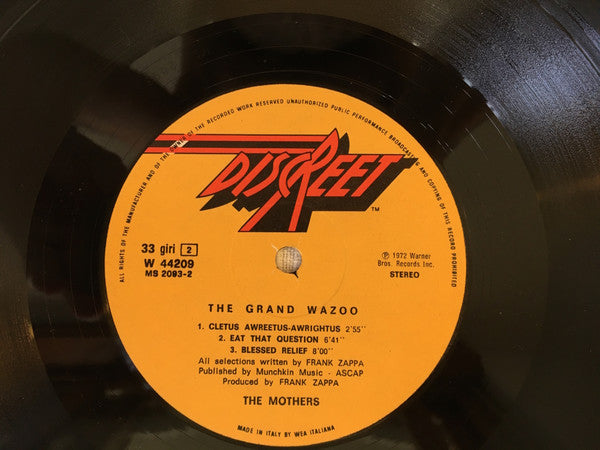 ALL RIGHTS OF THE MANUFACTURER AND OF THE OWNER OF THE RECORDED WORK RESERVED UNAUTHORIZED PUBLIC PERFORMANCE BROADCASTING AND COPYING OF THIS RECORD PROHIBITED
DISCREET
TM
33 giri 2
W 44209
MS 2093-2
℗ 1972 Warner
Bros. Records Inc.
STEREO
THE GRAND WAZOO
1. CLETUS AWREETUS-AWRIGHTUS 2'55''
2. EAT THAT QUESTION 6'41''
3. BLESSED RELIEF 8'00''
All selections written by FRANK ZAPPA
Published by Munchkin Music - ASCAP
Produced by FRANK ZAPPA
THE MOTHERS
MADE IN ITALY BY WEA ITALIANA